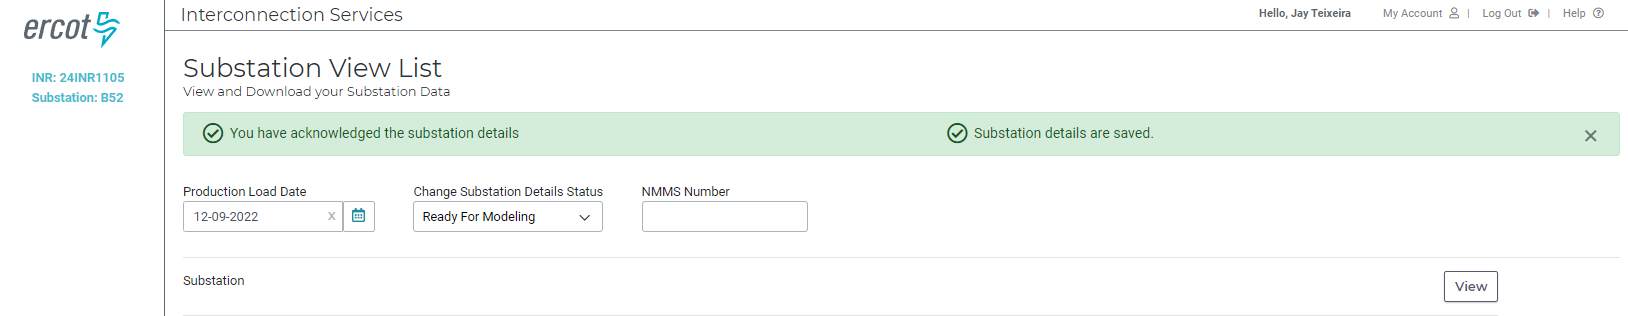 ercot
Interconnection Services
Hello, Jay Teixeira My Account | Log Out | Help
INR: 24INR1105
Substation: B52
Substation View List
View and Download your Substation Data
You have acknowledged the substation details
Substation details are saved.
Production Load Date
12-09-2022 x
Change Substation Details Status
Ready For Modeling
NMMS Number
Substation
View